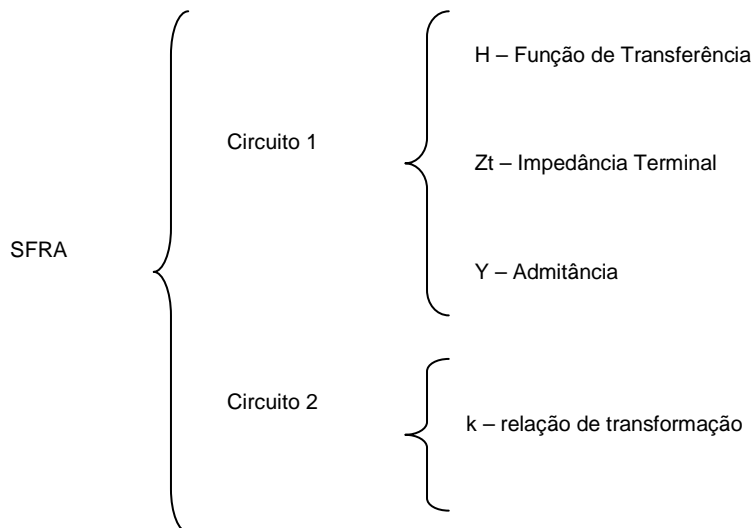 SFRA
Circuito 1
H – Função de Transferência
Zt – Impedância Terminal
Y – Admitância
Circuito 2
k – relação de transformação